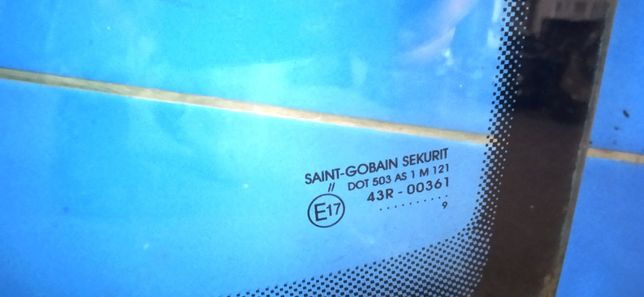 SAINT-GOBAIN SEKURIT
// DOT 503 AS 1 M 121
E17 43R - 00361
. . . . . . . . . .
9